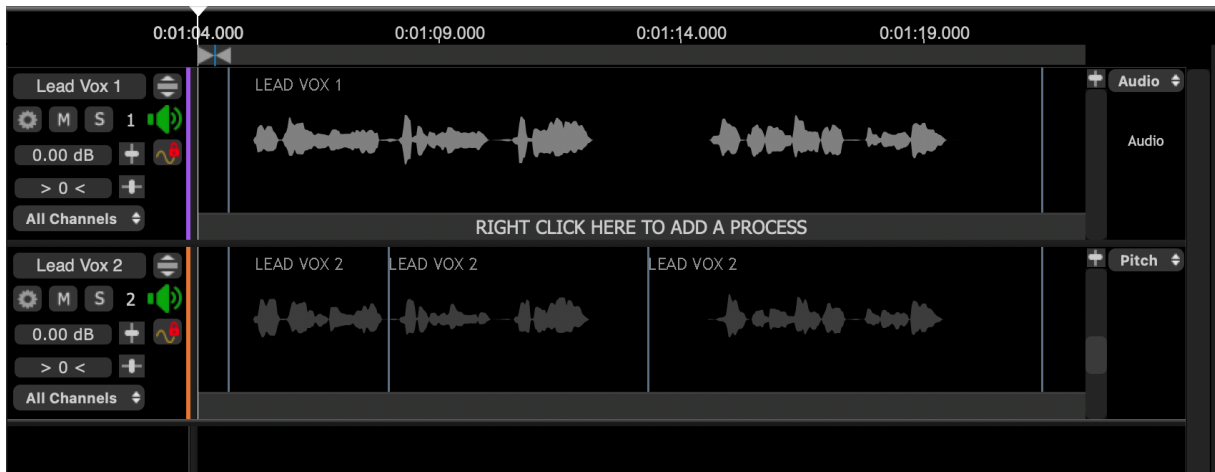 0:01:04.000 0:01:09.000 0:01:14.000 0:01:19.000
Lead Vox 1
LEAD VOX 1
Audio
M S 1
Audio
0.00 dB
> 0 <
All Channels
RIGHT CLICK HERE TO ADD A PROCESS
Lead Vox 2
LEAD VOX 2 LEAD VOX 2 LEAD VOX 2
Pitch
M S 2
0.00 dB
> 0 <
All Channels